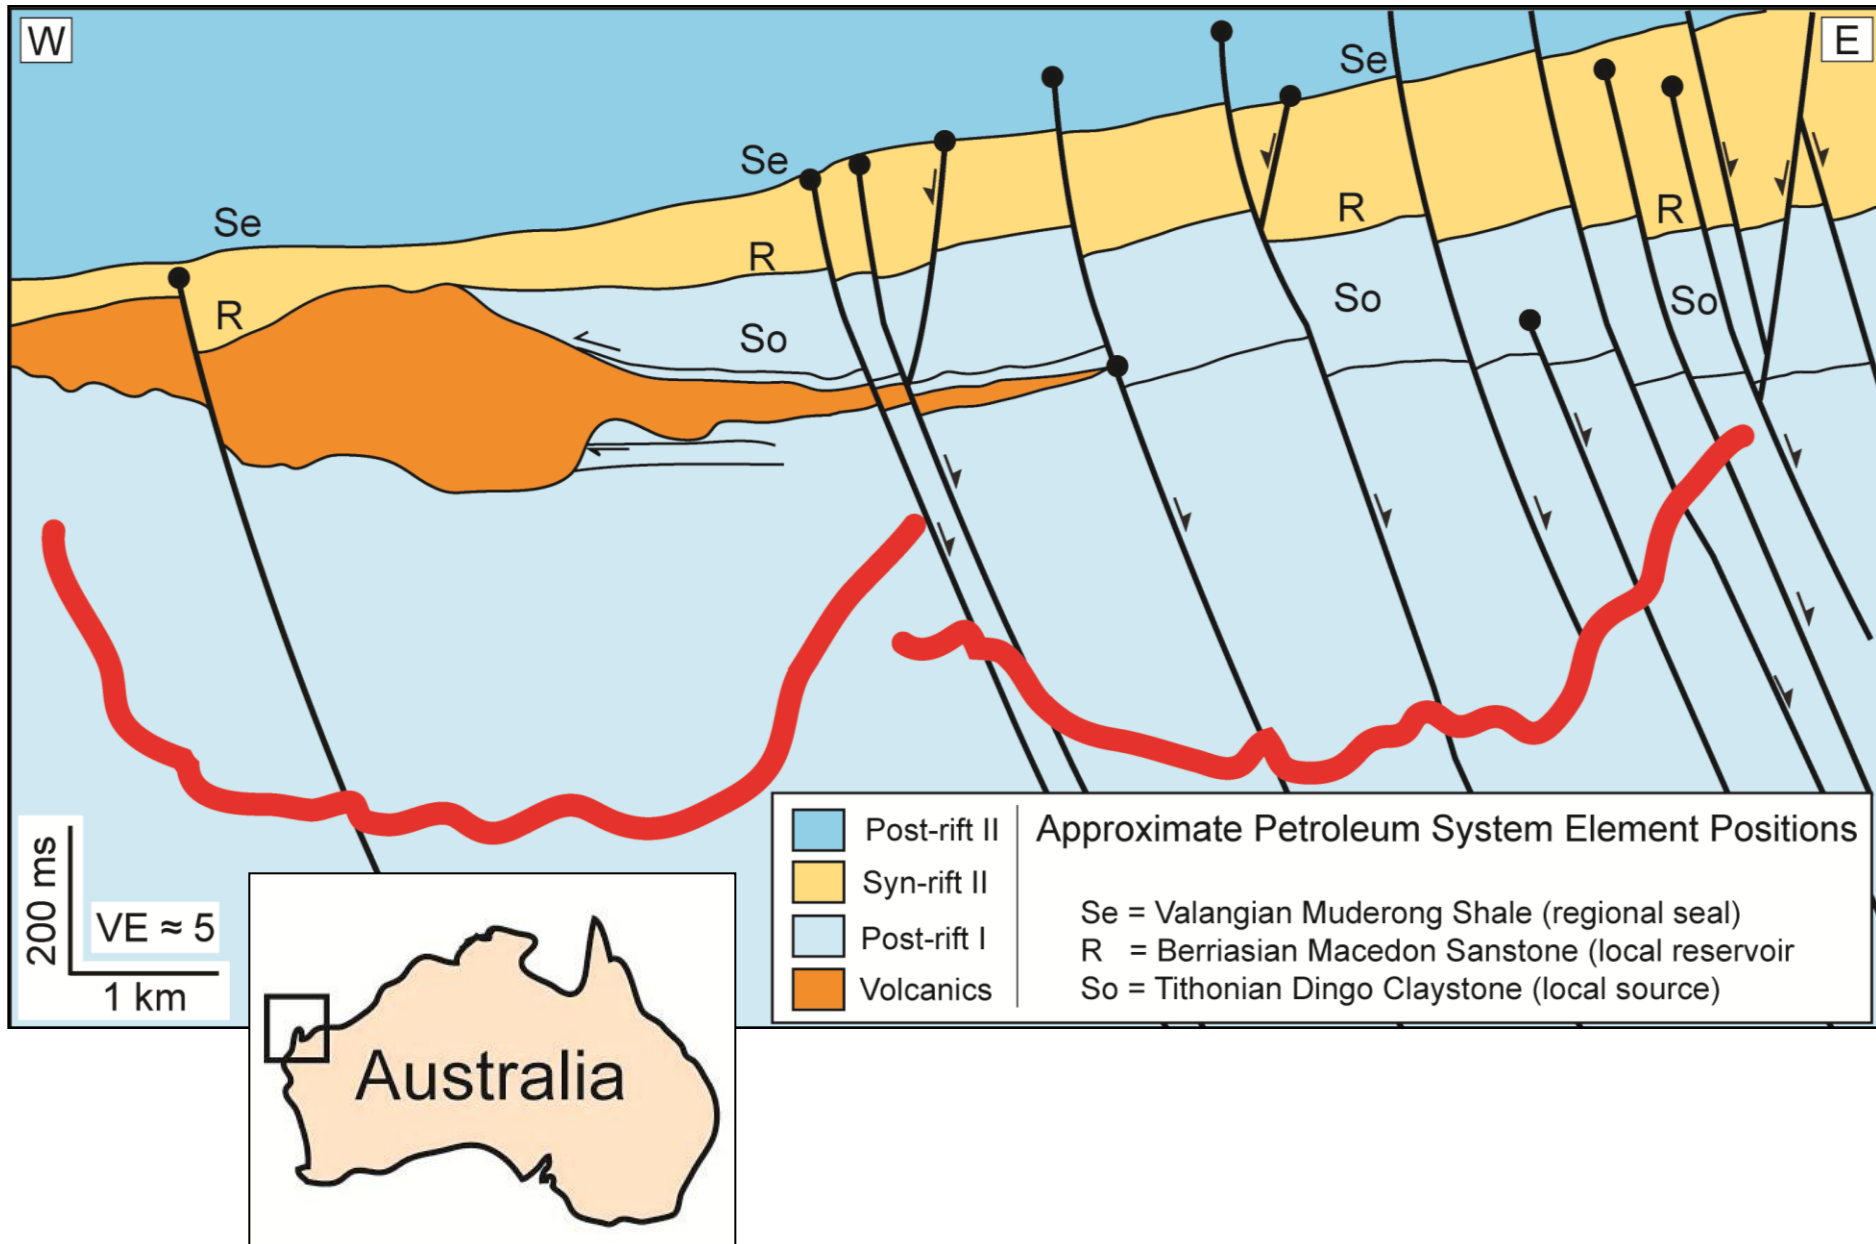 W
E
Se
Se
Se
R
R
R
R
So
So
So
200 ms
VE ≈ 5
1 km
Post-rift II
Syn-rift II
Post-rift I
Volcanics
Approximate Petroleum System Element Positions
Se = Valangian Muderong Shale (regional seal)
R = Berriasian Macedon Sanstone (local reservoir
So = Tithonian Dingo Claystone (local source)
Australia